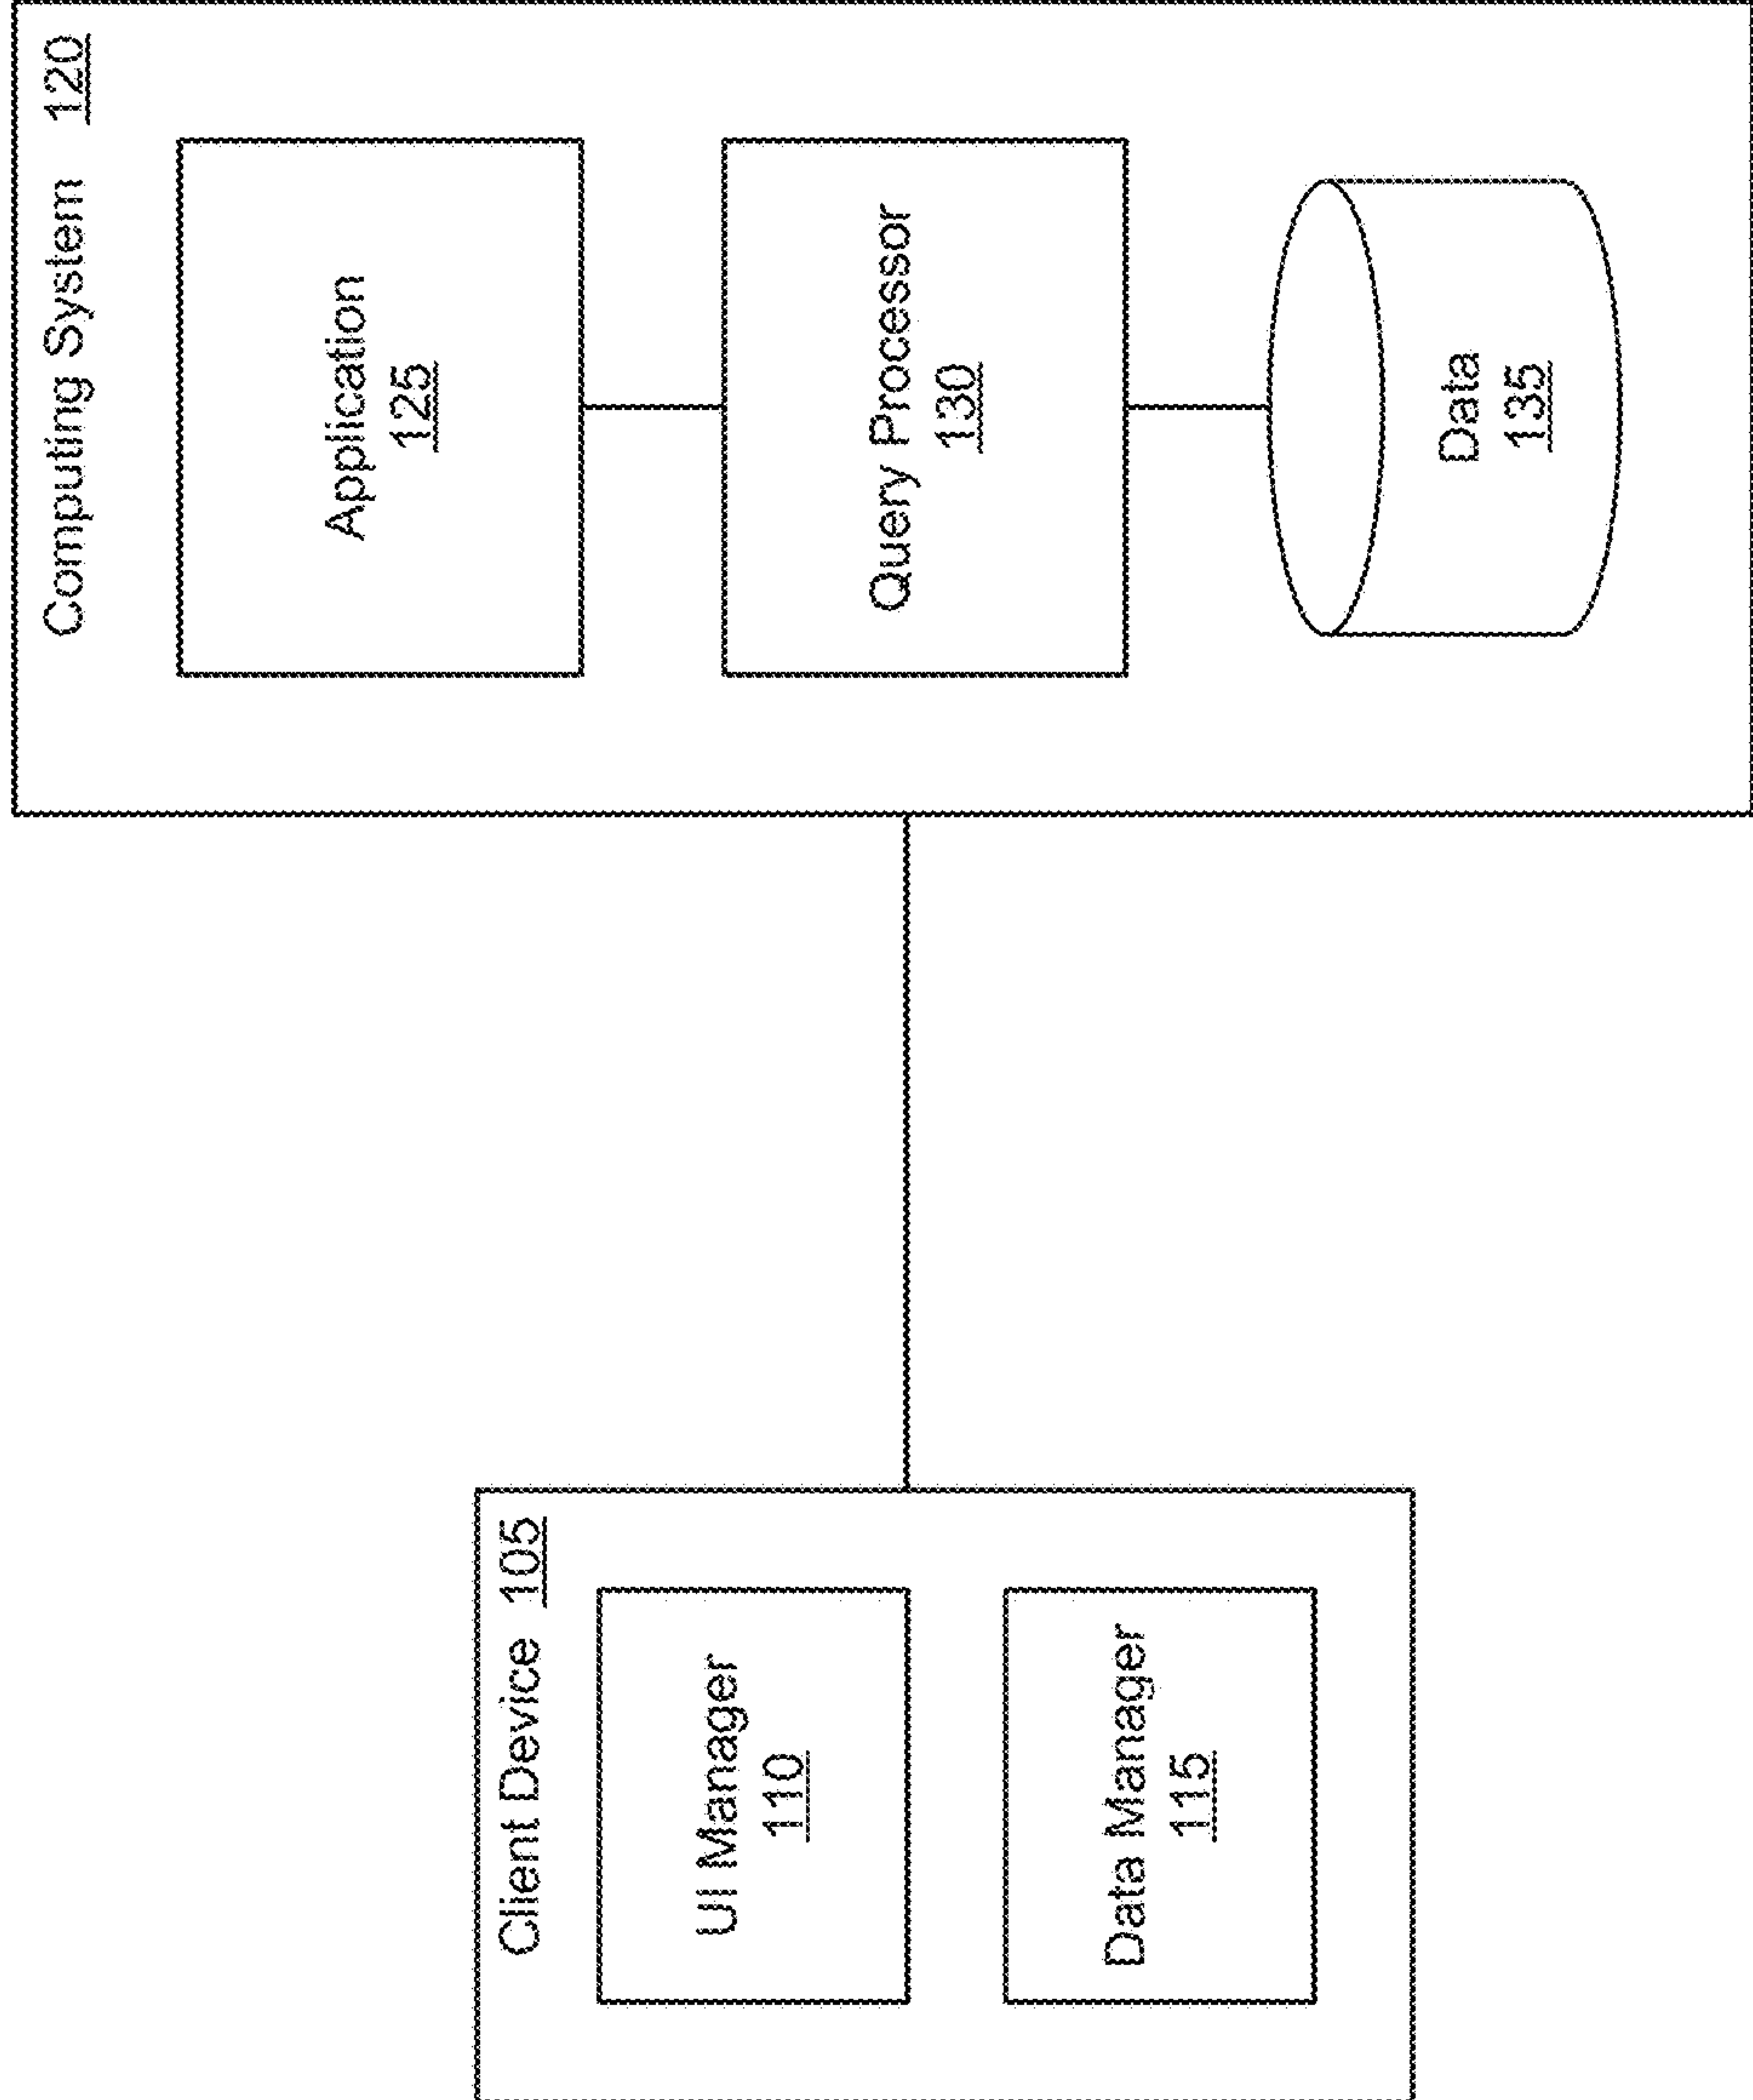 Client Device 105
UI Manager
110
Data Manager
115
Computing System 120
Application
125
Query Processor
130
Data
135